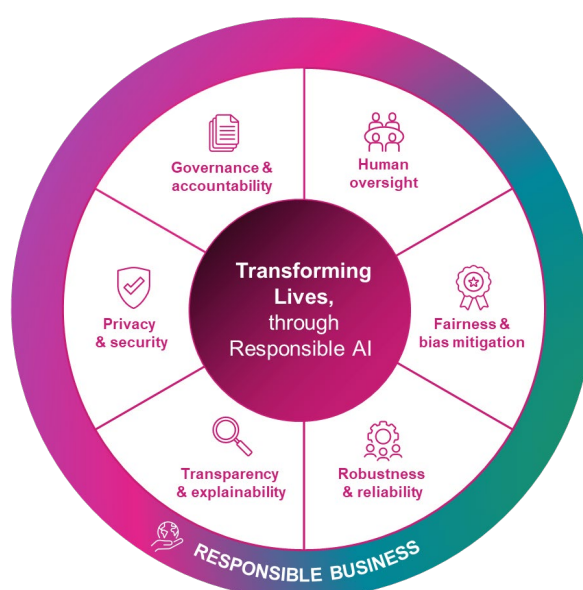 Governance &
accountability
Human
oversight
Privacy
& security
Transforming
Lives,
through
Responsible AI
Fairness &
bias mitigation
Transparency
& explainability
Robustness
& reliability
RESPONSIBLE BUSINESS